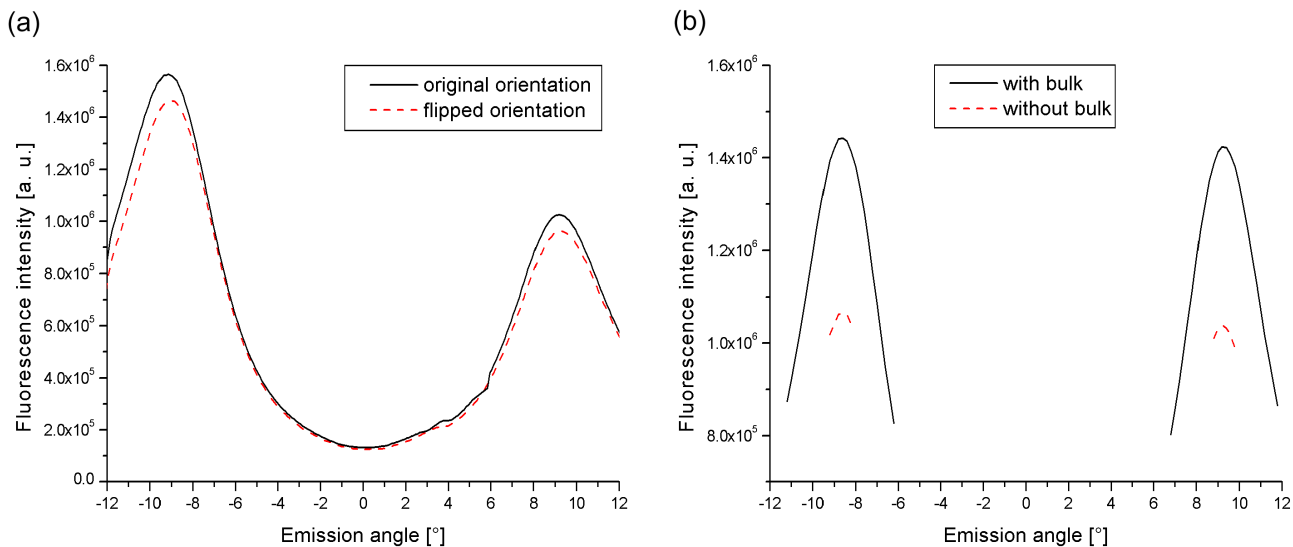 (a)
1.6x10⁶
1.4x10⁶
1.2x10⁶
1.0x10⁶
8.0x10⁵
6.0x10⁵
4.0x10⁵
2.0x10⁵
0.0
Fluorescence intensity [a. u.]
original orientation
flipped orientation
-12 -10 -8 -6 -4 -2 0 2 4 6 8 10 12
Emission angle [°]
(b)
1.6x10⁶
1.4x10⁶
1.2x10⁶
1.0x10⁶
8.0x10⁵
Fluorescence intensity [a. u.]
with bulk
without bulk
-12 -10 -8 -6 -4 -2 0 2 4 6 8 10 12
Emission angle [°]